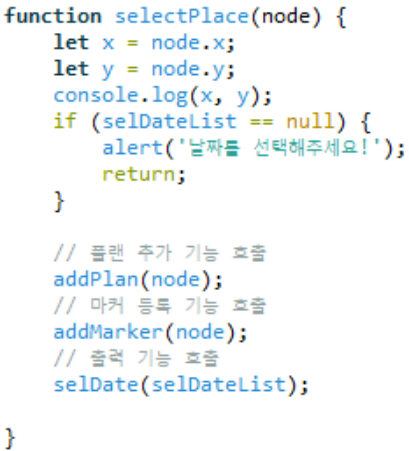 function selectPlace(node) {
    let x = node.x;
    let y = node.y;
    console.log(x, y);
    if (selDateList == null) {
        alert('날짜를 선택해주세요!');
        return;
    }

    // 플랜 추가 기능 호출
    addPlan(node);
    // 마커 등록 기능 호출
    addMarker(node);
    // 출력 기능 호출
    selDate(selDateList);

}